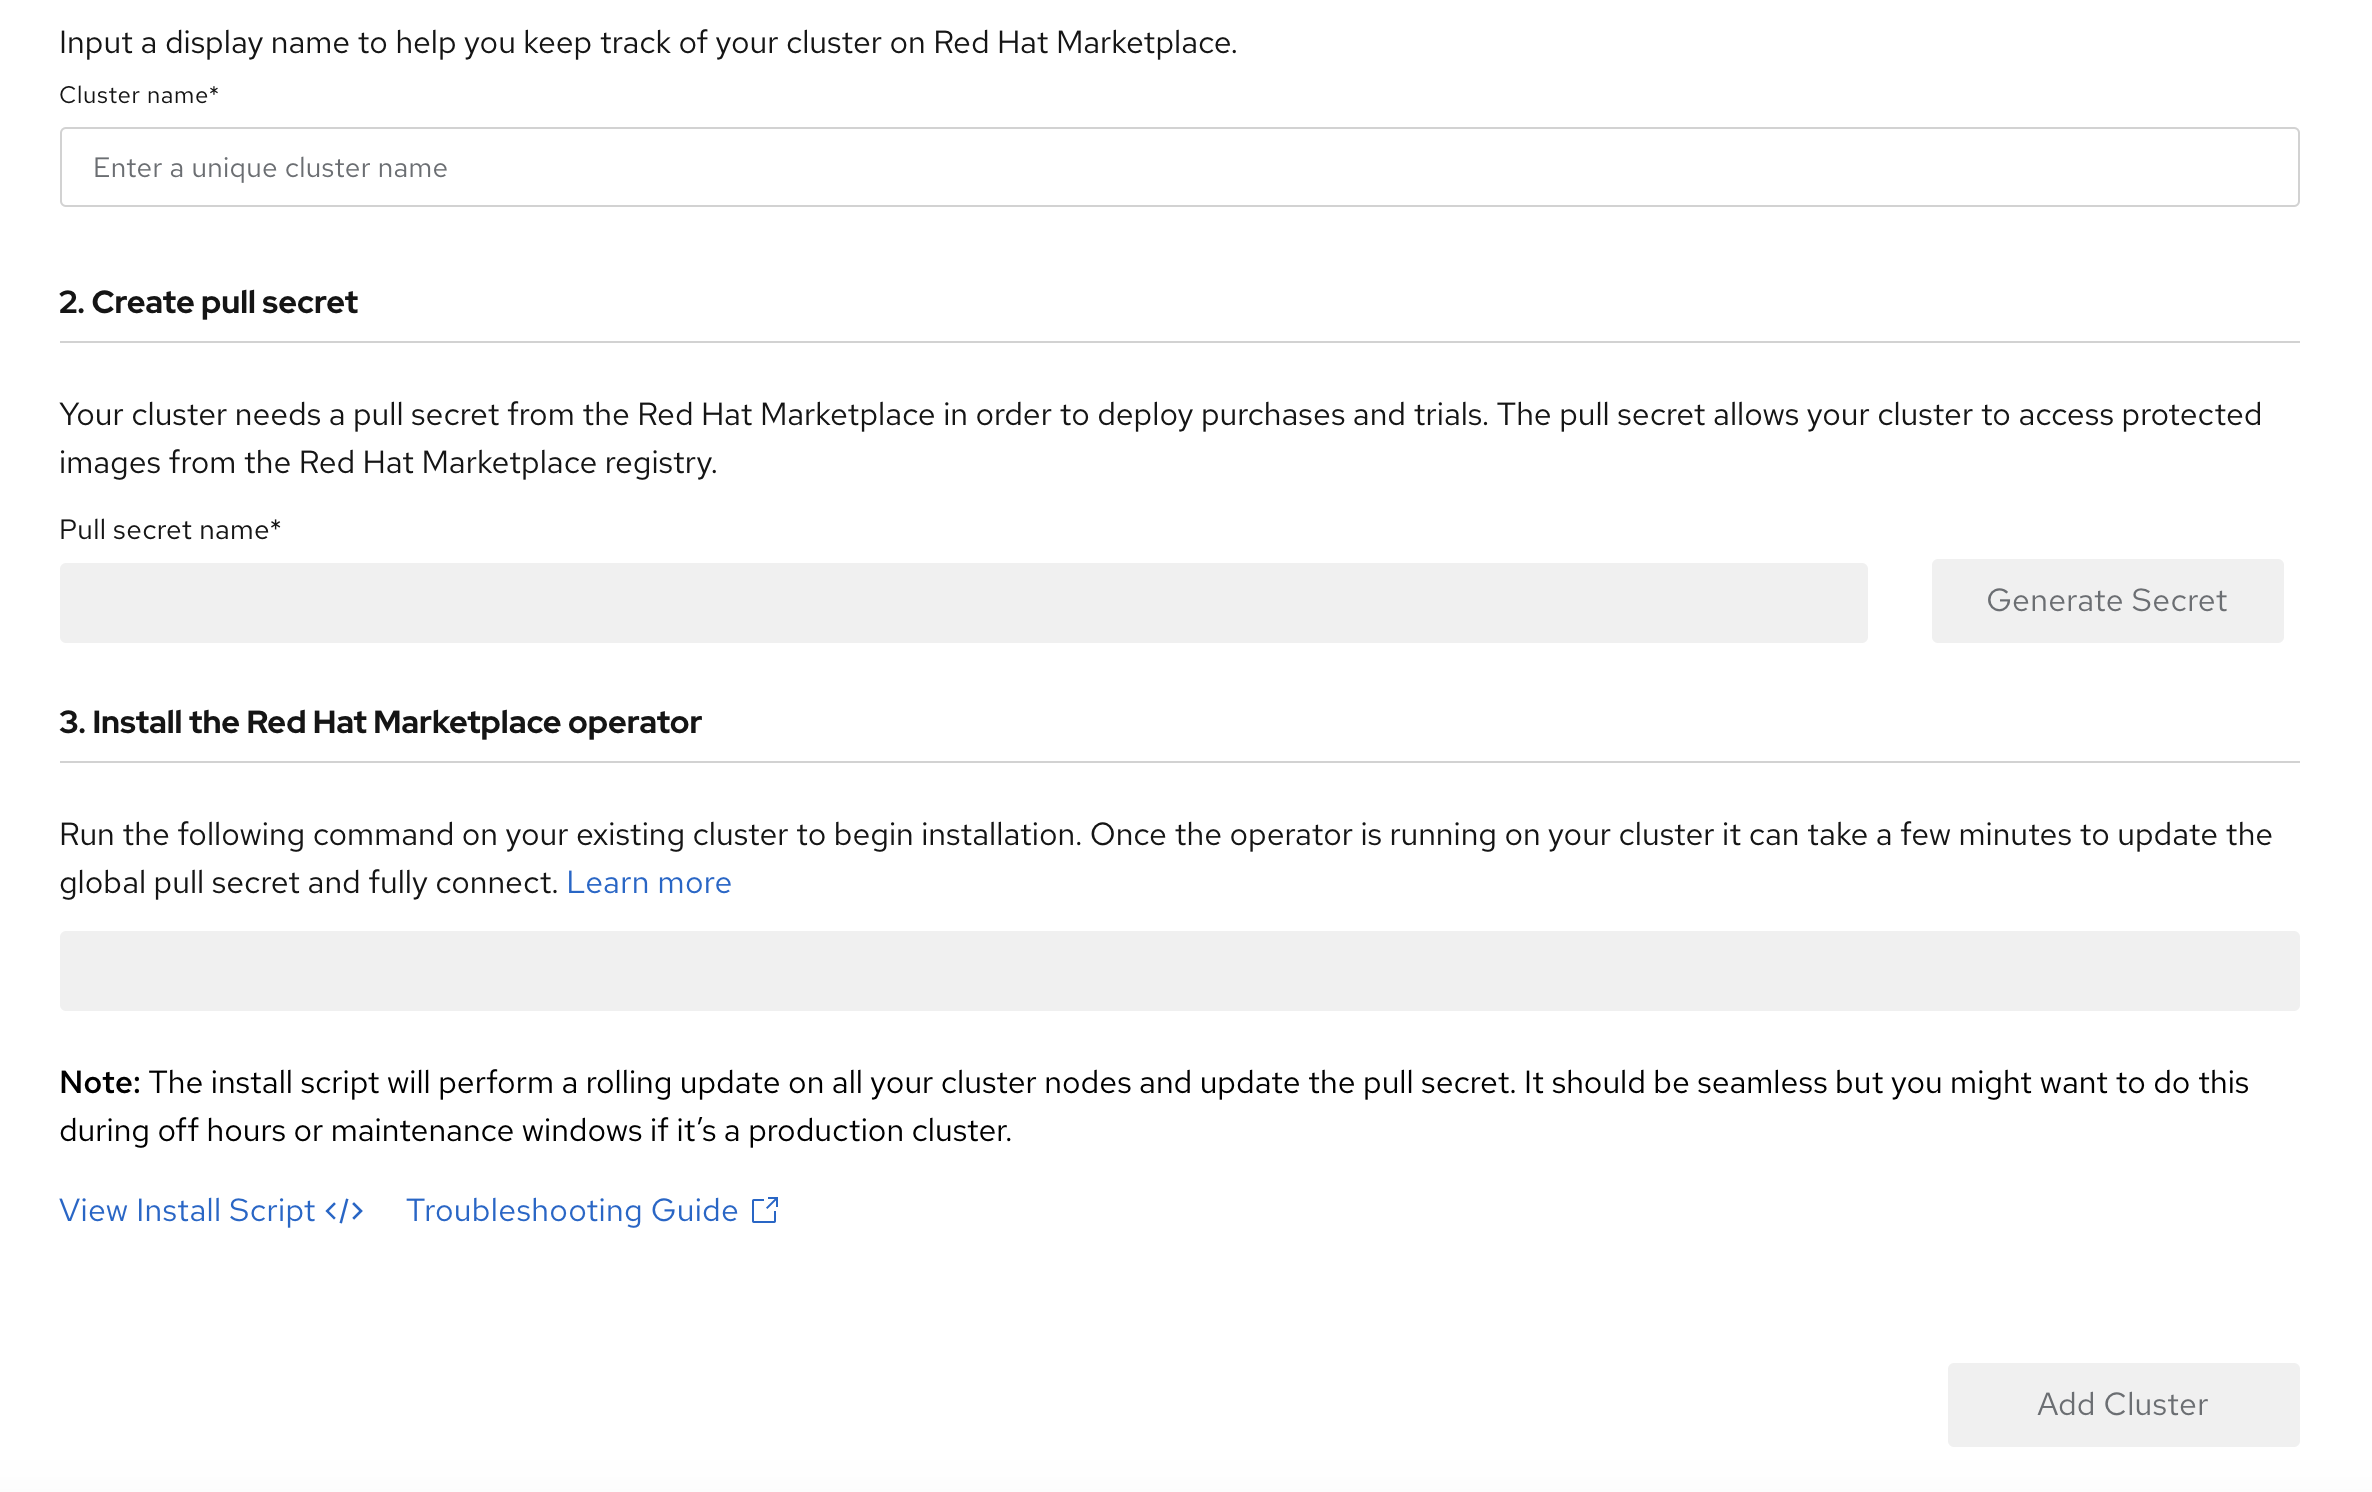 Input a display name to help you keep track of your cluster on Red Hat Marketplace.
Cluster name*
Enter a unique cluster name
2. Create pull secret
Your cluster needs a pull secret from the Red Hat Marketplace in order to deploy purchases and trials. The pull secret allows your cluster to access protected
images from the Red Hat Marketplace registry.
Pull secret name*
Generate Secret
3. Install the Red Hat Marketplace operator
Run the following command on your existing cluster to begin installation. Once the operator is running on your cluster it can take a few minutes to update the
global pull secret and fully connect. Learn more
Note: The install script will perform a rolling update on all your cluster nodes and update the pull secret. It should be seamless but you might want to do this
during off hours or maintenance windows if it’s a production cluster.
View Install Script </> Troubleshooting Guide
Add Cluster